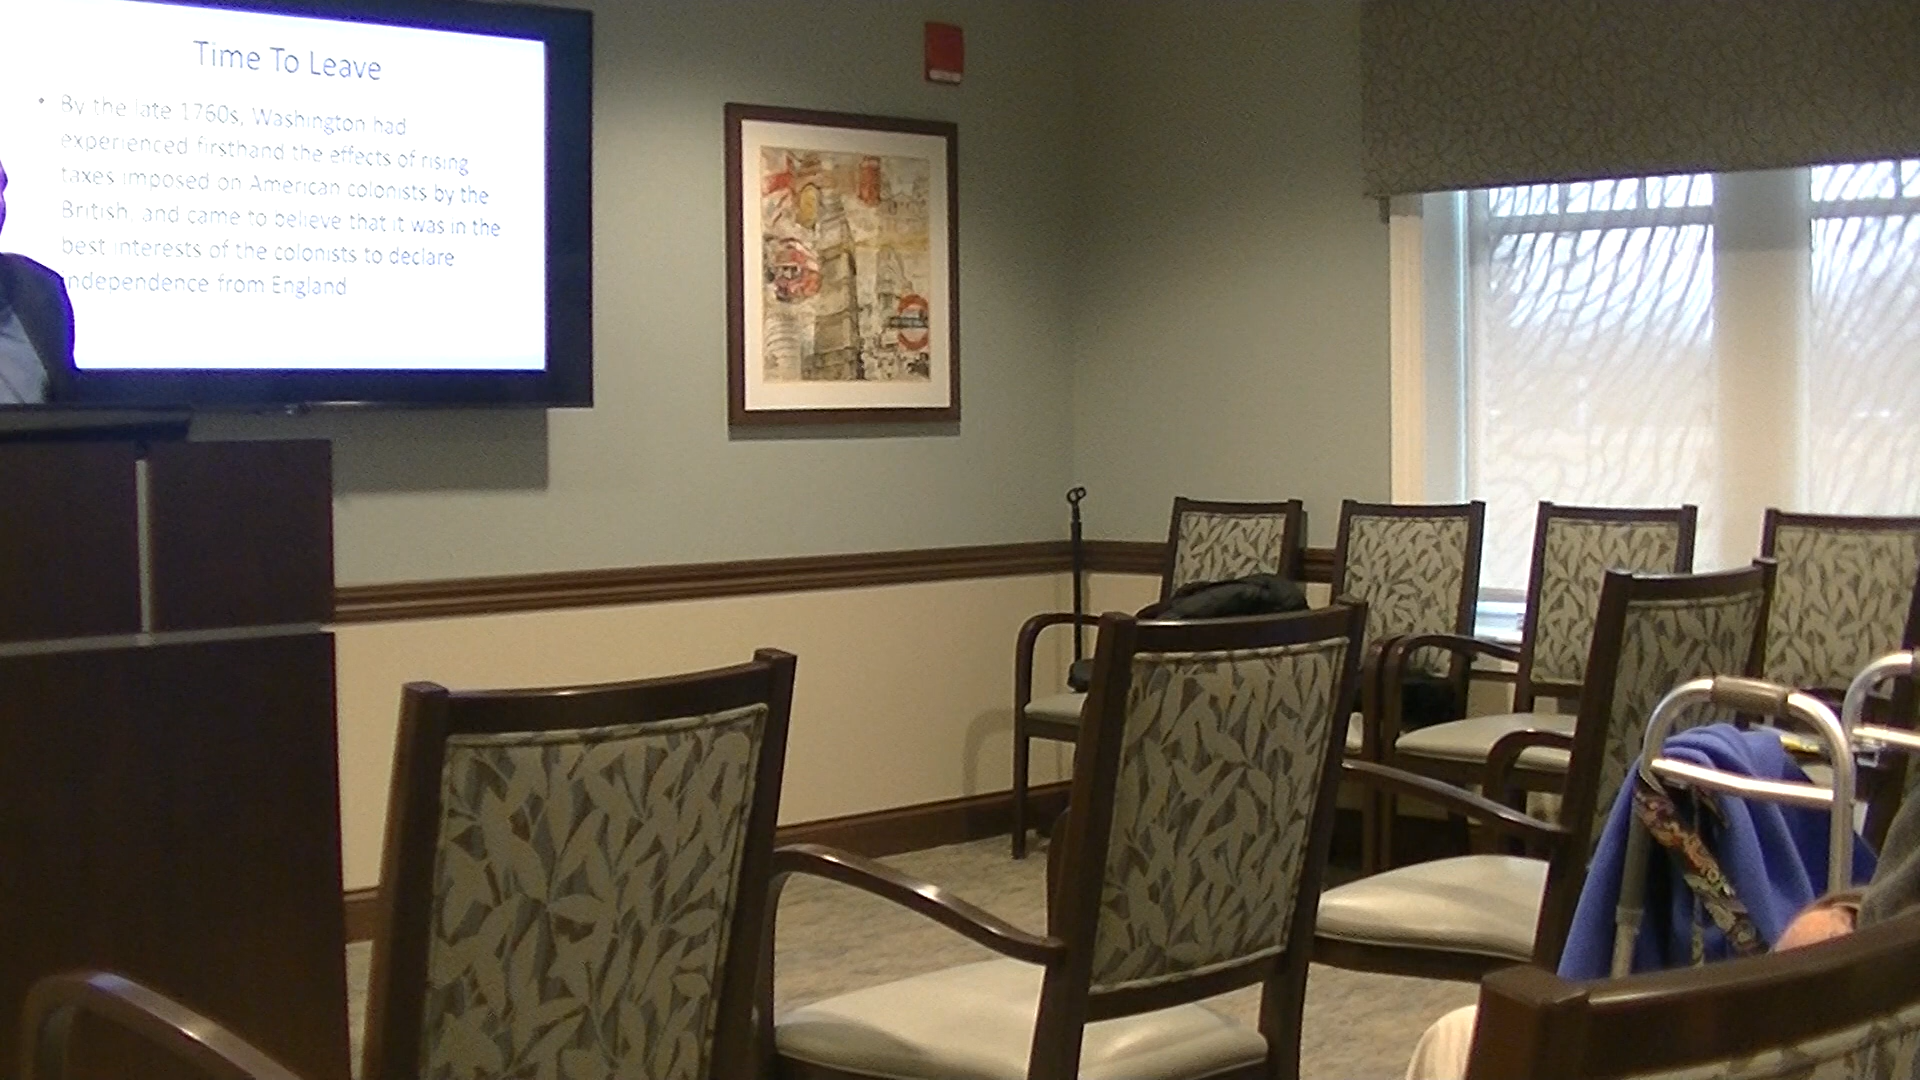 Time To Leave
• By the late 1760s, Washington had
experienced firsthand the effects of rising
taxes imposed on American colonists by the
British, and came to believe that it was in the
best interests of the colonists to declare
independence from England